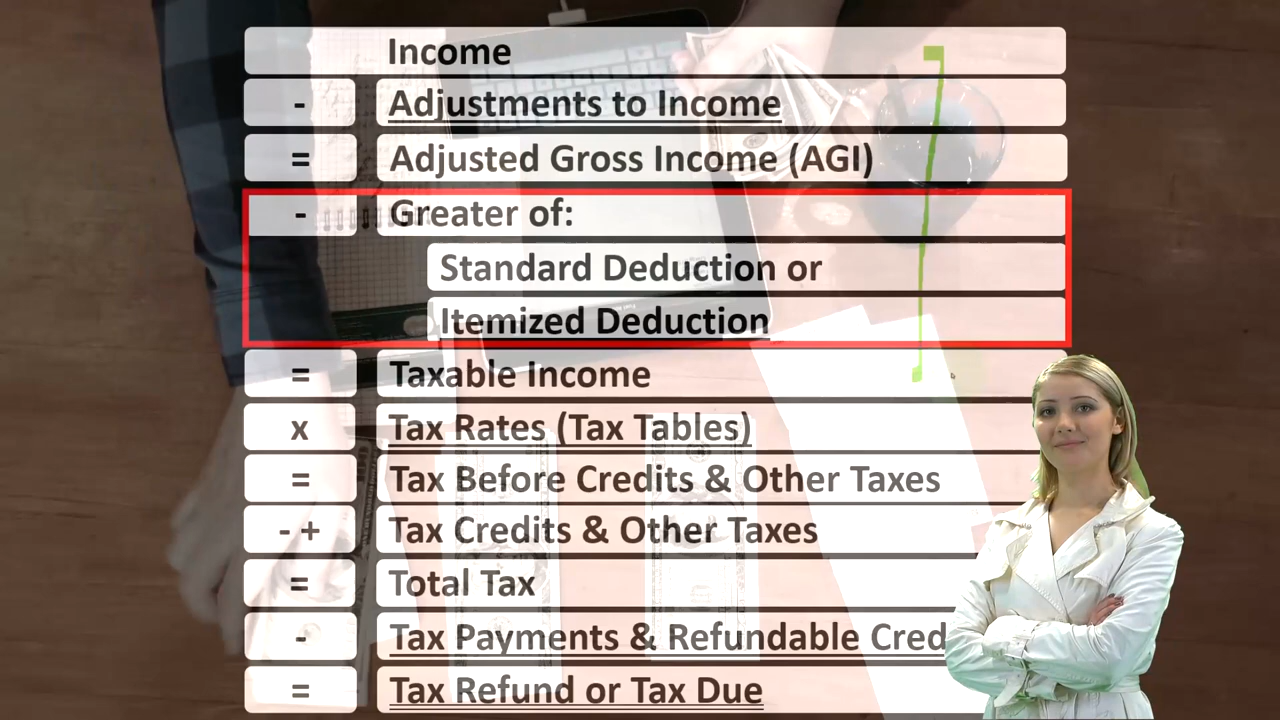 Income
- Adjustments to Income
= Adjusted Gross Income (AGI)
- Greater of:
Standard Deduction or
Itemized Deduction
= Taxable Income
x Tax Rates (Tax Tables)
= Tax Before Credits & Other Taxes
- + Tax Credits & Other Taxes
= Total Tax
- Tax Payments & Refundable Cred
= Tax Refund or Tax Due